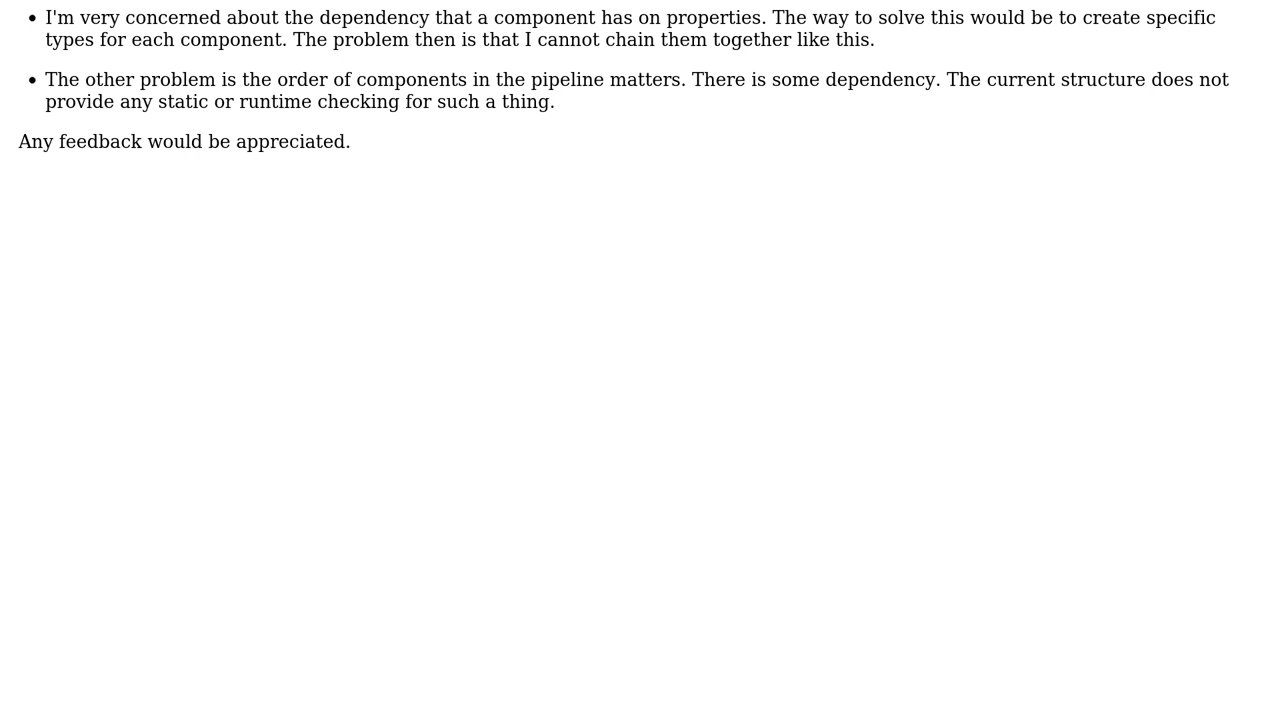 • I'm very concerned about the dependency that a component has on properties. The way to solve this would be to create specific
types for each component. The problem then is that I cannot chain them together like this.
• The other problem is the order of components in the pipeline matters. There is some dependency. The current structure does not
provide any static or runtime checking for such a thing.
Any feedback would be appreciated.